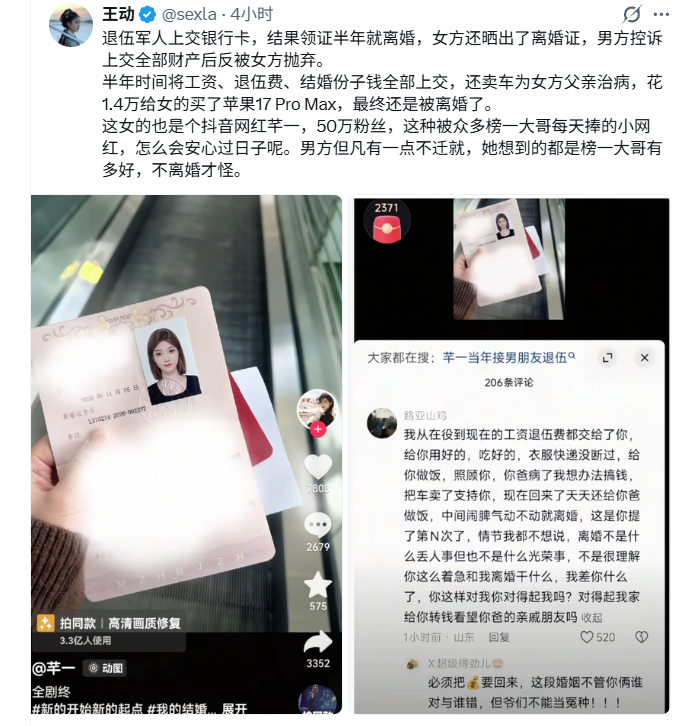 王动 @sexla · 4小时
退伍军人上交银行卡，结果领证半年就离婚，女方还晒出了离婚证，男方控诉
上交全部财产后反被女方抛弃。
半年时间将工资、退伍费、结婚份子钱全部上交，还卖车为女方父亲治病，花
1.4万给女的买了苹果17 Pro Max，最终还是被离婚了。
这女的也是个抖音网红芊一，50万粉丝，这种被众多榜一大哥每天捧的小网
红，怎么会安心过日子呢。男方但凡有一点不迁就，她想到的都是榜一大哥有
多好，不离婚才怪。
7803
2679
575
3352
拍同款｜高清画质修复
3.3亿人使用
@芊一 动图
全剧终
#新的开始新的起点 #我的结婚... 展开
2371
大家都在搜：芊一当年接男朋友退伍
206条评论
路亚山鸡
我从在役到现在的工资退伍费都交给了你，
给你用好的，吃好的，衣服快递没断过，给
你做饭，照顾你，你爸病了我想办法搞钱，
把车卖了支持你，现在回来了天天还给你爸
做饭，中间闹脾气动不动就离婚，这是你提
了第N次了，情节我都不想说，离婚不是什
么丢人事但也不是什么光荣事，不是很理解
你这么着急和我离婚干什么，我差你什么
了，你这样对我你对得起我吗？对得起我家
给你转钱看望你爸的亲戚朋友吗 收起
1小时前 · 山东 回复 520
X超级得劲儿
必须把💰要回来，这段婚姻不管你俩谁
对与谁错，但爷们不能当冤种！！！